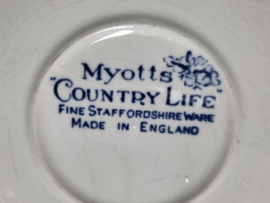 Myotts
"COUNTRY LIFE"
FINE STAFFORDSHIRE WARE
MADE IN ENGLAND